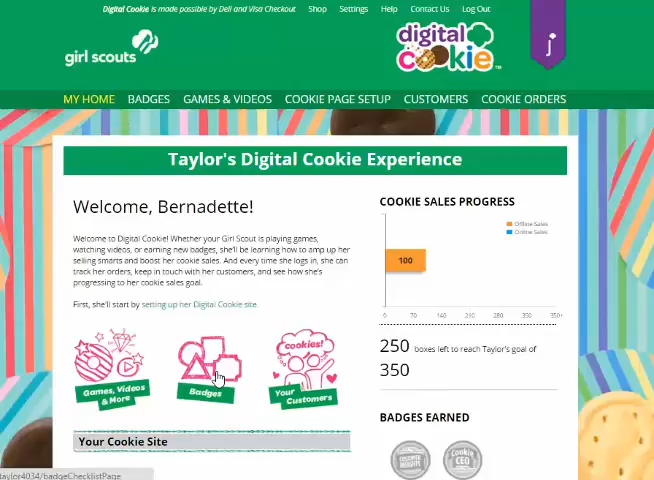 Digital Cookie is made possible by Dell and Visa Checkout Shop Settings Help Contact Us Log Out
girl scouts
digital
cookie
j
MY HOME BADGES GAMES & VIDEOS COOKIE PAGE SETUP CUSTOMERS COOKIE ORDERS
Taylor's Digital Cookie Experience
Welcome, Bernadette!
Welcome to Digital Cookie! Whether your Girl Scout is playing games,
watching videos, or earning new badges, she'll be learning how to amp up her
selling smarts and boost her cookie sales. And every time she logs in, she can
track her orders, keep in touch with her customers, and see how she's
progressing to her cookie sales goal.
First, she'll start by setting up her Digital Cookie site.
Games, Videos
& More
Badges
cookies!
Your
Customers
Your Cookie Site
COOKIE SALES PROGRESS
Offline Sales
Online Sales
100
0 70 140 210 280 350 350+
250 boxes left to reach Taylor's goal of
350
BADGES EARNED
CUSTOMER
INSIGHTS
Cookie
CEO
taylor4034/badgeChecklistPage